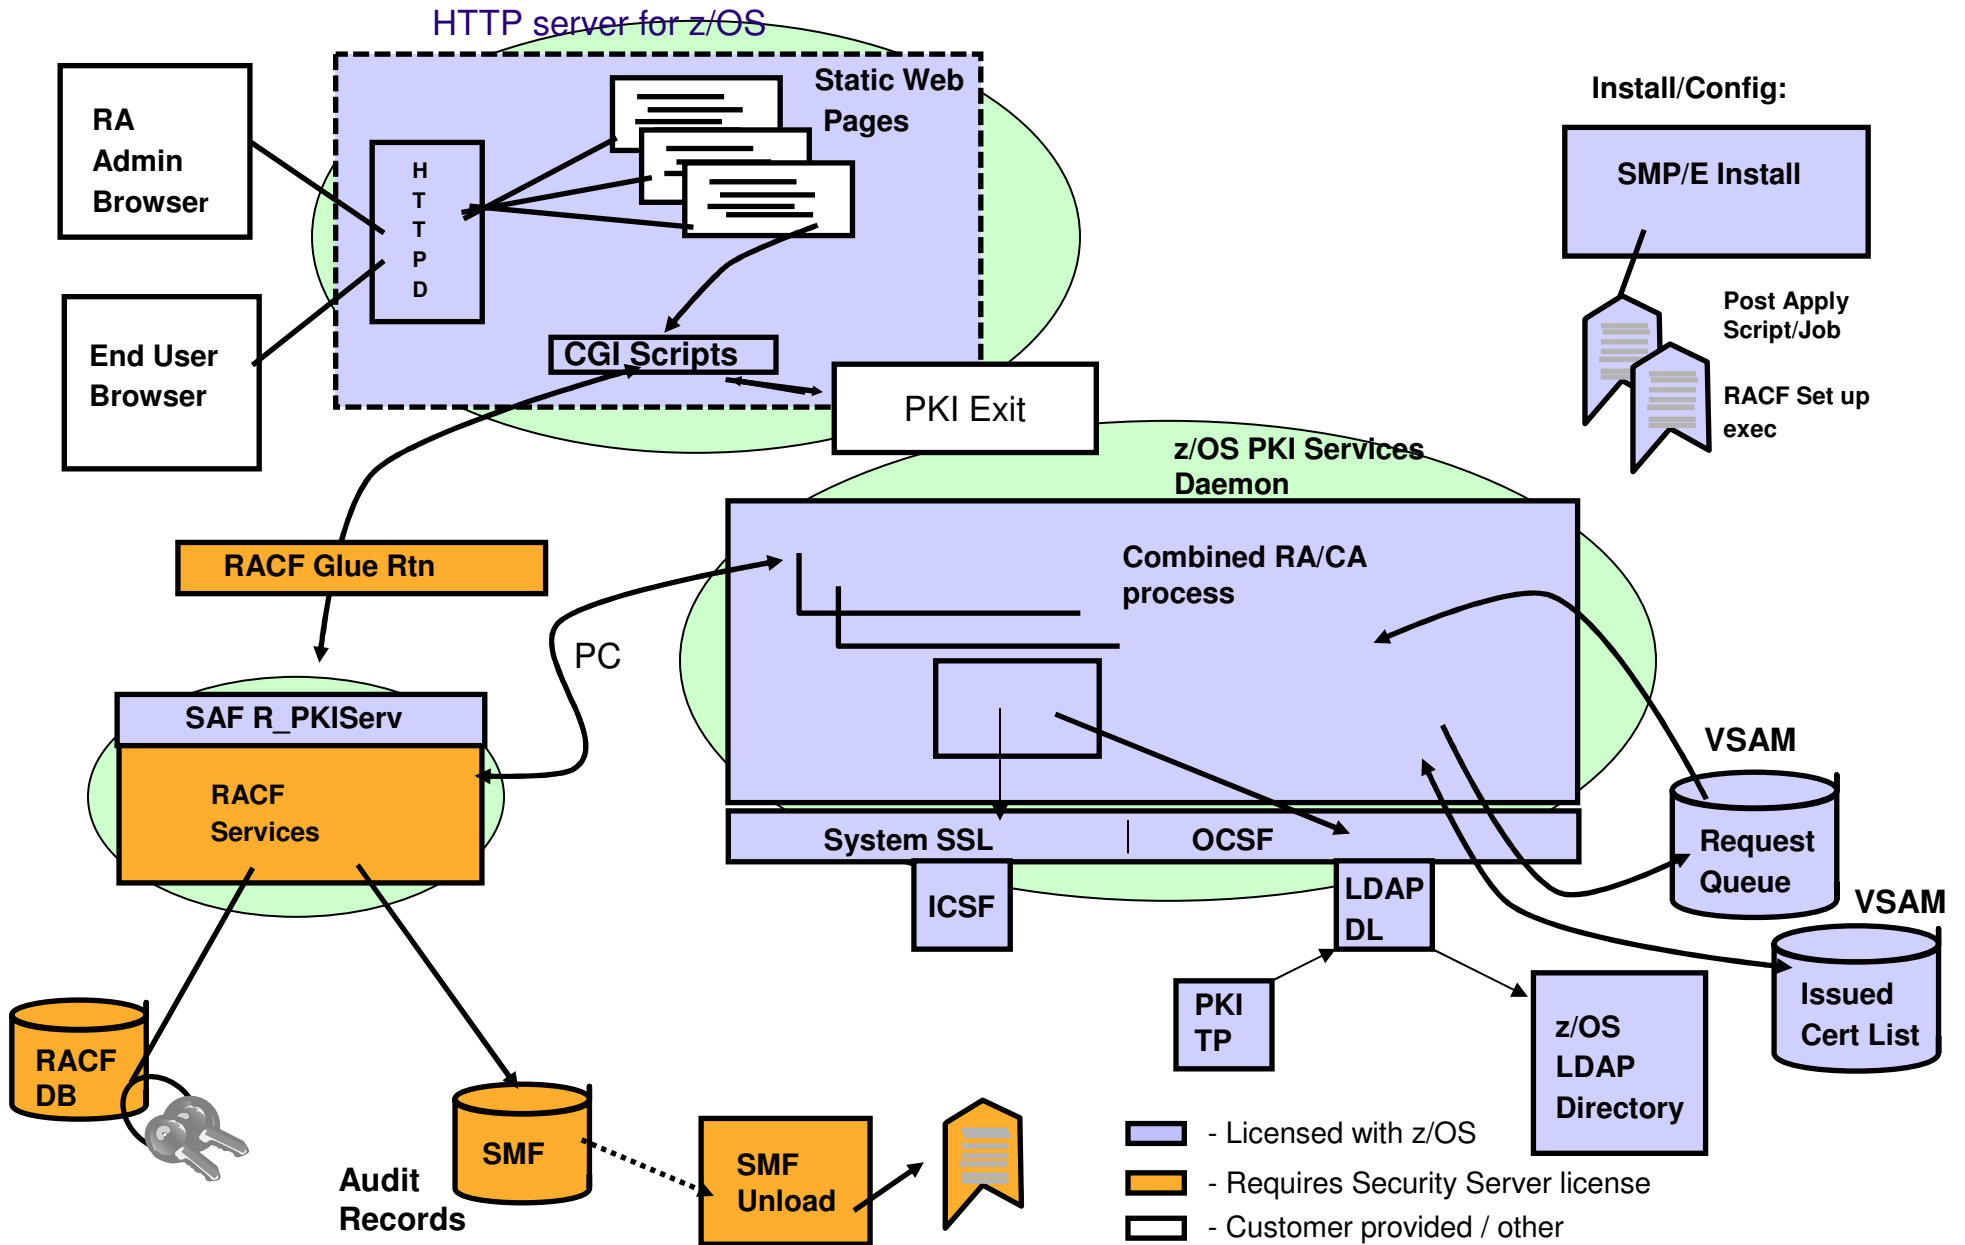 HTTP server for z/OS
Static Web
Pages
Install/Config:
RA
Admin
Browser
H
T
T
P
D
SMP/E Install
End User
Browser
CGI Scripts
Post Apply
Script/Job
RACF Set up
exec
PKI Exit
z/OS PKI Services
Daemon
RACF Glue Rtn
Combined RA/CA
process
PC
SAF R_PKIServ
RACF
Services
VSAM
Request
Queue
System SSL
OCSF
ICSF
LDAP
DL
VSAM
Issued
Cert List
PKI
TP
z/OS
LDAP
Directory
RACF
DB
SMF
Audit
Records
SMF
Unload
- Licensed with z/OS
- Requires Security Server license
- Customer provided / other